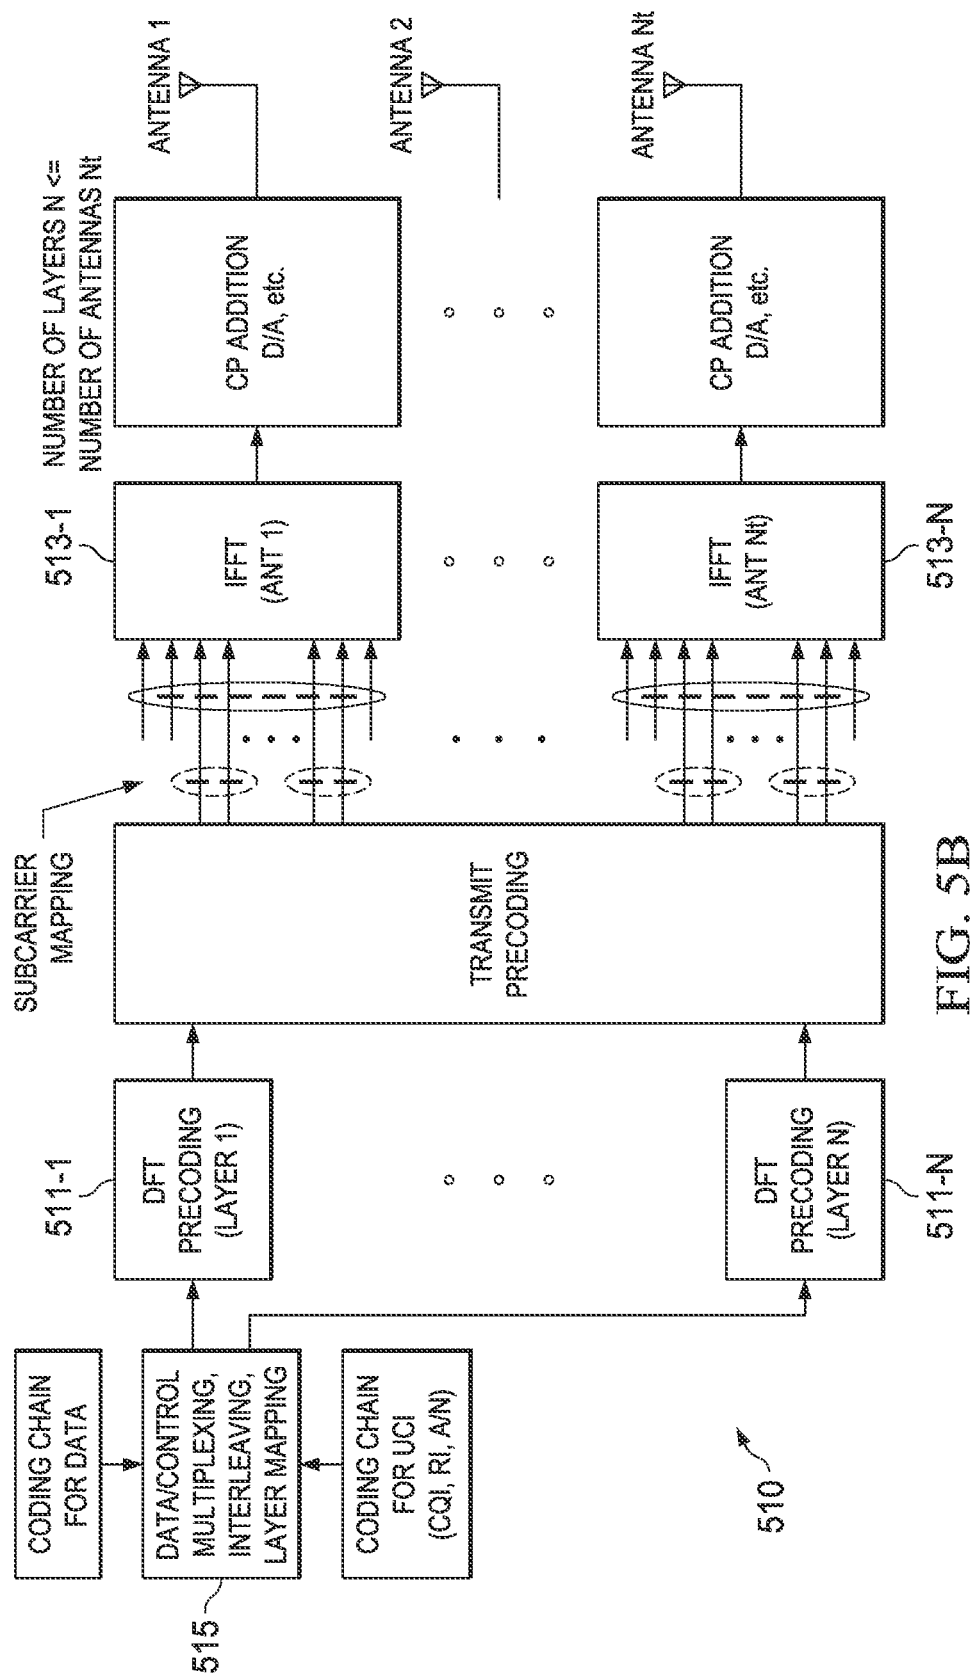 CODING CHAIN
FOR DATA
515
DATA/CONTROL
MULTIPLEXING,
INTERLEAVING,
LAYER MAPPING
CODING CHAIN
FOR UCI
(CQI, RI, A/N)
510
511-1
DFT
PRECODING
(LAYER 1)
DFT
PRECODING
(LAYER N)
511-N
SUBCARRIER
MAPPING
TRANSMIT
PRECODING
513-1
IFFT
(ANT 1)
IFFT
(ANT Nt)
513-N
NUMBER OF LAYERS N <=
NUMBER OF ANTENNAS Nt
CP ADDITION
D/A, etc.
CP ADDITION
D/A, etc.
ANTENNA 1
ANTENNA 2
ANTENNA Nt
FIG. 5B